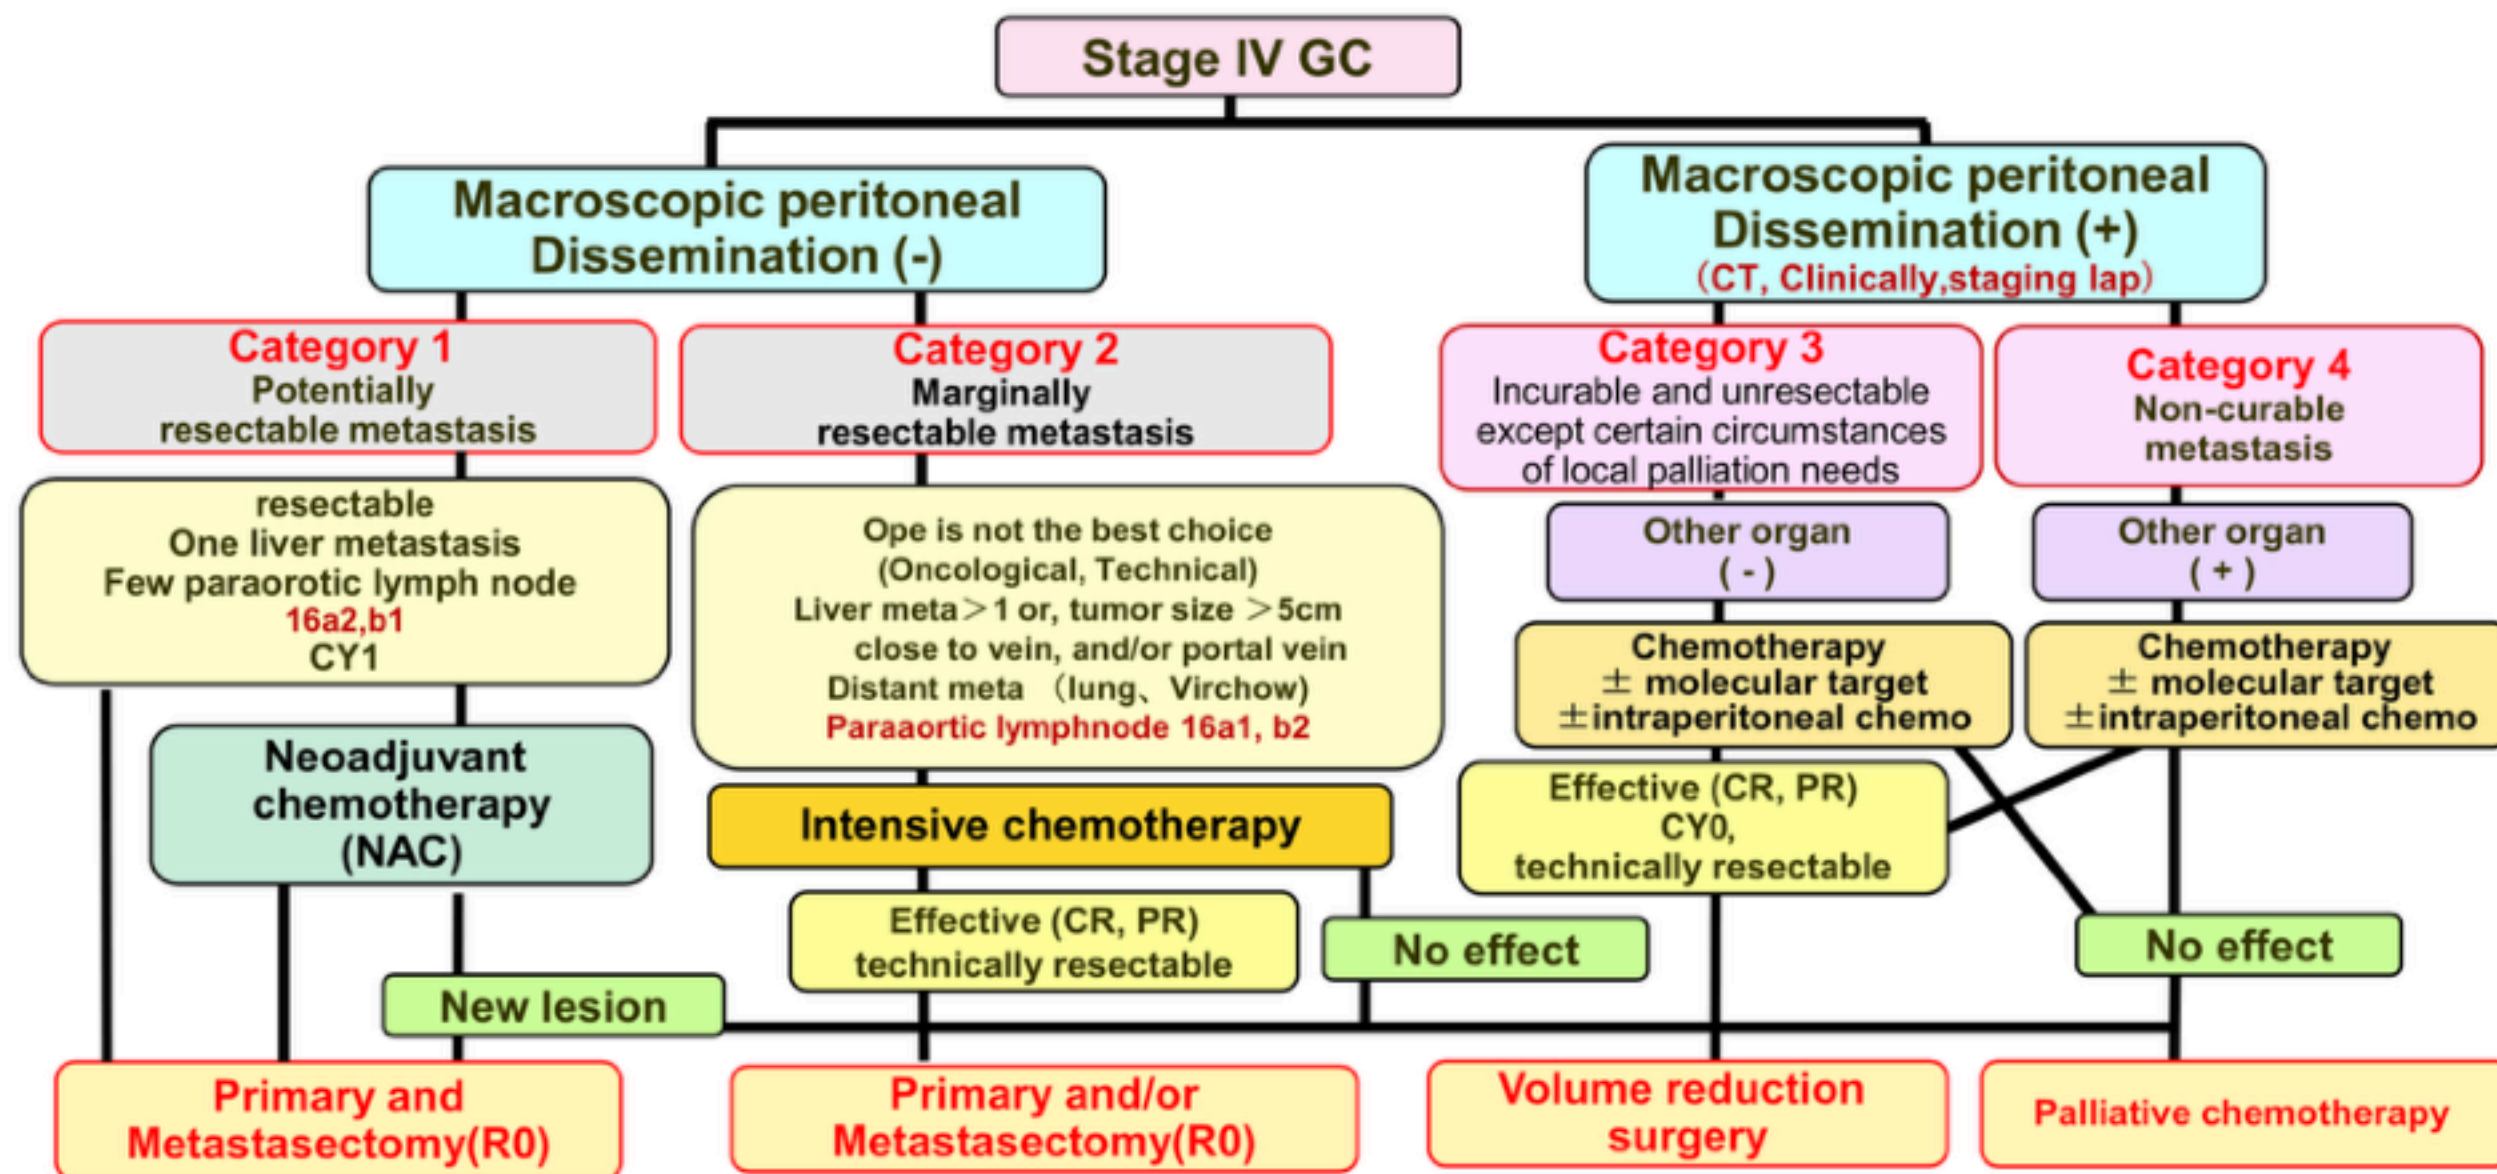 Stage IV GC
Macroscopic peritoneal
Dissemination (-)
Macroscopic peritoneal
Dissemination (+)
（CT, Clinically,staging lap）
Category 1
Potentially
resectable metastasis
Category 2
Marginally
resectable metastasis
Category 3
Incurable and unresectable
except certain circumstances
of local palliation needs
Category 4
Non-curable
metastasis
resectable
One liver metastasis
Few paraorotic lymph node
16a2,b1
CY1
Ope is not the best choice
(Oncological, Technical)
Liver meta＞1 or, tumor size ＞5cm
close to vein, and/or portal vein
Distant meta （lung、Virchow)
Paraaortic lymphnode 16a1, b2
Other organ
( - )
Other organ
( + )
Chemotherapy
± molecular target
±intraperitoneal chemo
Chemotherapy
± molecular target
±intraperitoneal chemo
Neoadjuvant
chemotherapy
(NAC)
Intensive chemotherapy
Effective (CR, PR)
CY0,
technically resectable
Effective (CR, PR)
technically resectable
No effect
No effect
New lesion
Primary and
Metastasectomy(R0)
Primary and/or
Metastasectomy(R0)
Volume reduction
surgery
Palliative chemotherapy